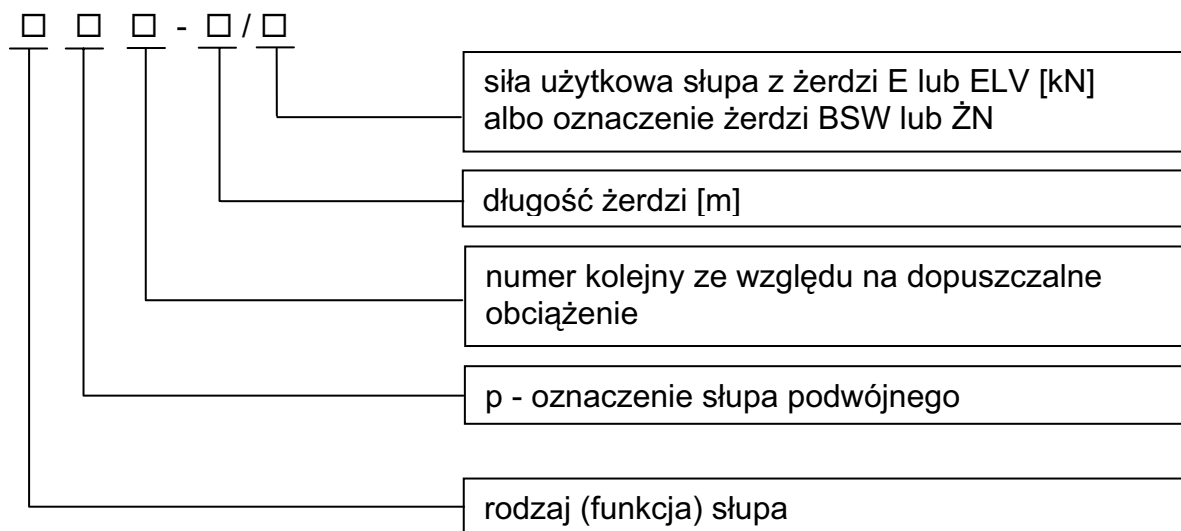 □ □ □ - □ / □
siła użytkowa słupa z żerdzi E lub ELV [kN]
albo oznaczenie żerdzi BSW lub ŻN
długość żerdzi [m]
numer kolejny ze względu na dopuszczalne
obciążenie
p - oznaczenie słupa podwójnego
rodzaj (funkcja) słupa